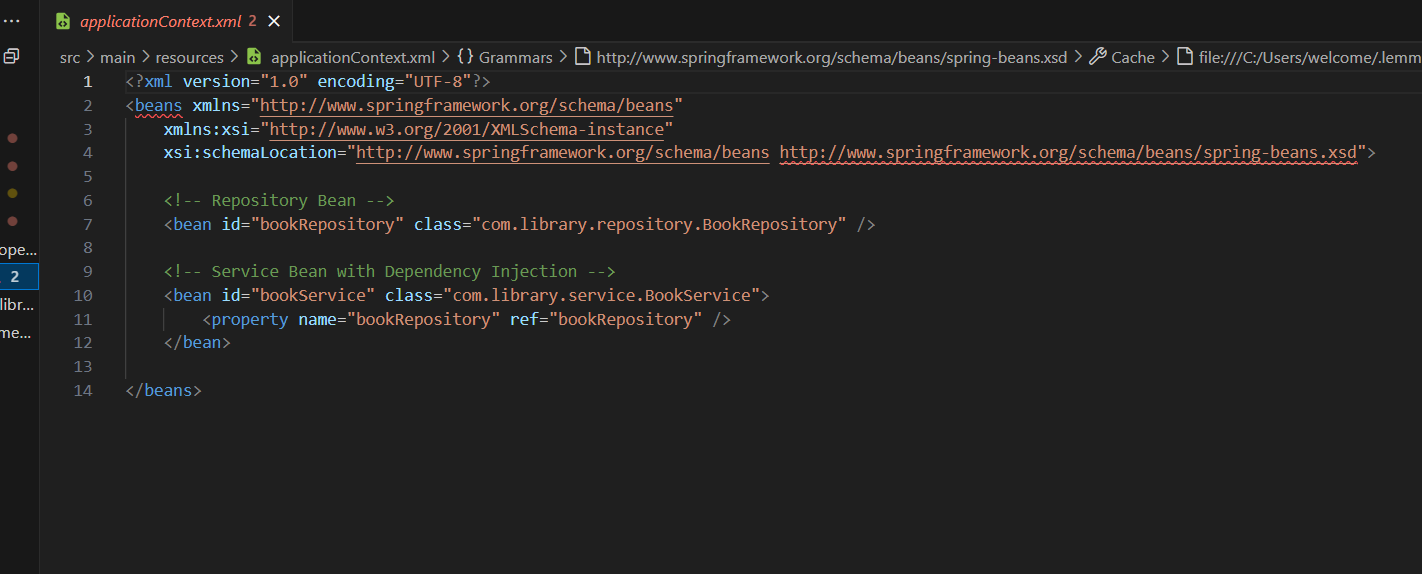 ···
applicationContext.xml 2 ×
src > main > resources > applicationContext.xml > {} Grammars > http://www.springframework.org/schema/beans/spring-beans.xsd > Cache > file:///C:/Users/welcome/.lemm
1 <?xml version="1.0" encoding="UTF-8"?>
2 <beans xmlns="http://www.springframework.org/schema/beans"
3     xmlns:xsi="http://www.w3.org/2001/XMLSchema-instance"
4     xsi:schemaLocation="http://www.springframework.org/schema/beans http://www.springframework.org/schema/beans/spring-beans.xsd">
5
6     <!-- Repository Bean -->
7     <bean id="bookRepository" class="com.library.repository.BookRepository" />
8
9     <!-- Service Bean with Dependency Injection -->
10     <bean id="bookService" class="com.library.service.BookService">
11         <property name="bookRepository" ref="bookRepository" />
12     </bean>
13
14 </beans>
ope...
2
libr...
me...